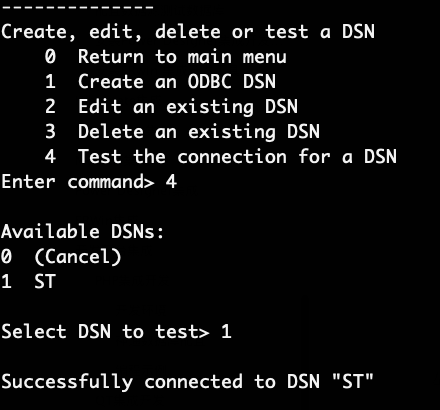 --------------
Create, edit, delete or test a DSN
0 Return to main menu
1 Create an ODBC DSN
2 Edit an existing DSN
3 Delete an existing DSN
4 Test the connection for a DSN
Enter command> 4
Available DSNs:
0 (Cancel)
1 ST
Select DSN to test> 1
Successfully connected to DSN "ST"